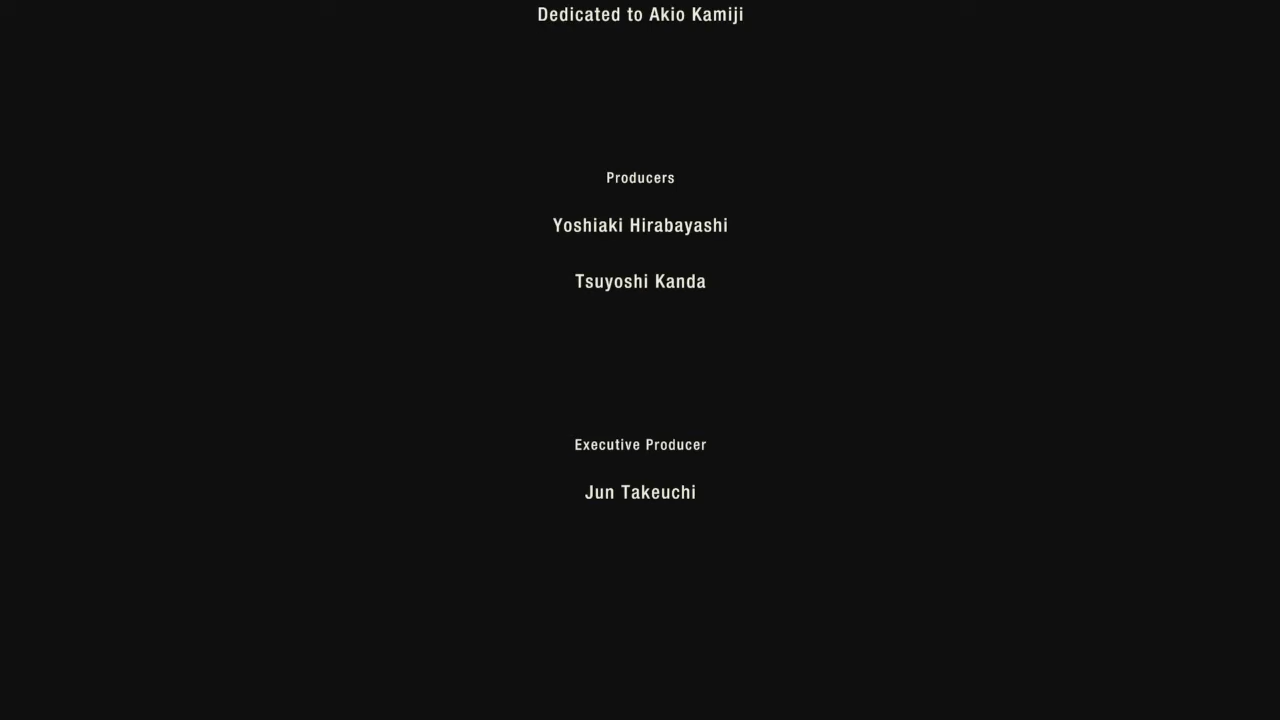 Dedicated to Akio Kamiji
Producers
Yoshiaki Hirabayashi
Tsuyoshi Kanda
Executive Producer
Jun Takeuchi